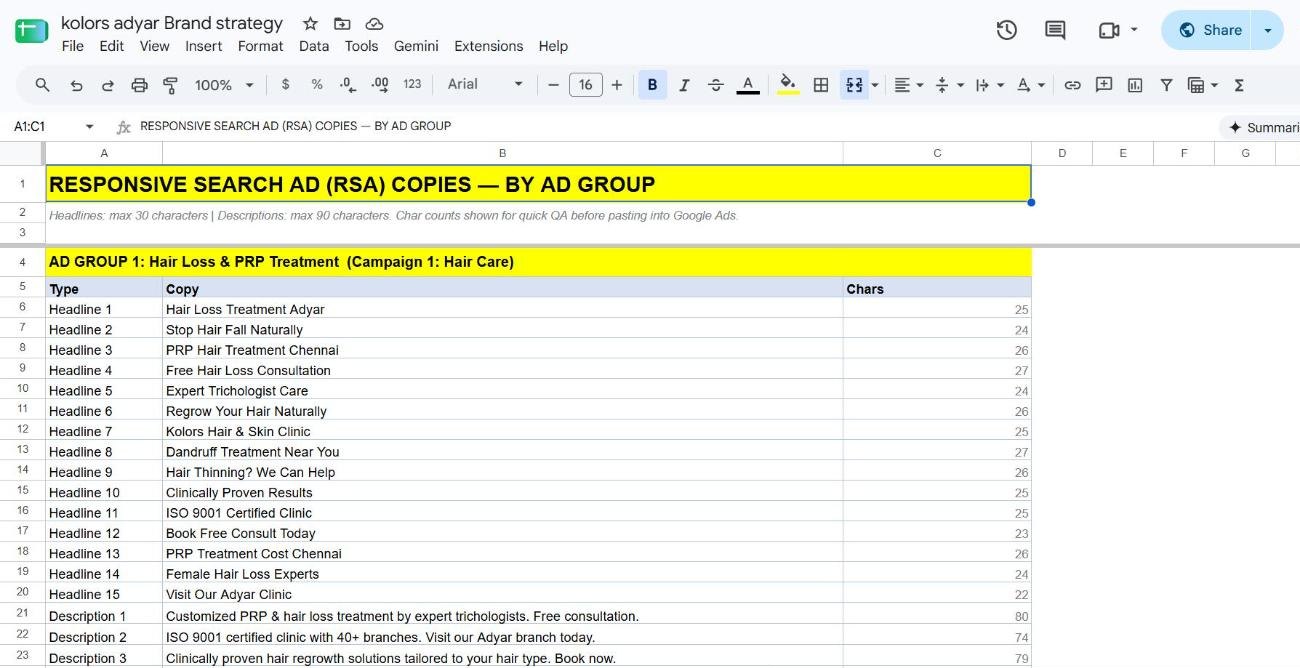 kolors adyar Brand strategy
File Edit View Insert Format Data Tools Gemini Extensions Help
Share
100% $ % .0 .00 123 Arial 16 B I A
A1:C1 fx RESPONSIVE SEARCH AD (RSA) COPIES — BY AD GROUP
Summari
A B C D E F G
1 RESPONSIVE SEARCH AD (RSA) COPIES — BY AD GROUP
2 Headlines: max 30 characters | Descriptions: max 90 characters. Char counts shown for quick QA before pasting into Google Ads.
3
4 AD GROUP 1: Hair Loss & PRP Treatment (Campaign 1: Hair Care)
5 Type Copy Chars
6 Headline 1 Hair Loss Treatment Adyar 25
7 Headline 2 Stop Hair Fall Naturally 24
8 Headline 3 PRP Hair Treatment Chennai 26
9 Headline 4 Free Hair Loss Consultation 27
10 Headline 5 Expert Trichologist Care 24
11 Headline 6 Regrow Your Hair Naturally 26
12 Headline 7 Kolors Hair & Skin Clinic 25
13 Headline 8 Dandruff Treatment Near You 27
14 Headline 9 Hair Thinning? We Can Help 26
15 Headline 10 Clinically Proven Results 25
16 Headline 11 ISO 9001 Certified Clinic 25
17 Headline 12 Book Free Consult Today 23
18 Headline 13 PRP Treatment Cost Chennai 26
19 Headline 14 Female Hair Loss Experts 24
20 Headline 15 Visit Our Adyar Clinic 22
21 Description 1 Customized PRP & hair loss treatment by expert trichologists. Free consultation. 80
22 Description 2 ISO 9001 certified clinic with 40+ branches. Visit our Adyar branch today. 74
23 Description 3 Clinically proven hair regrowth solutions tailored to your hair type. Book now. 79